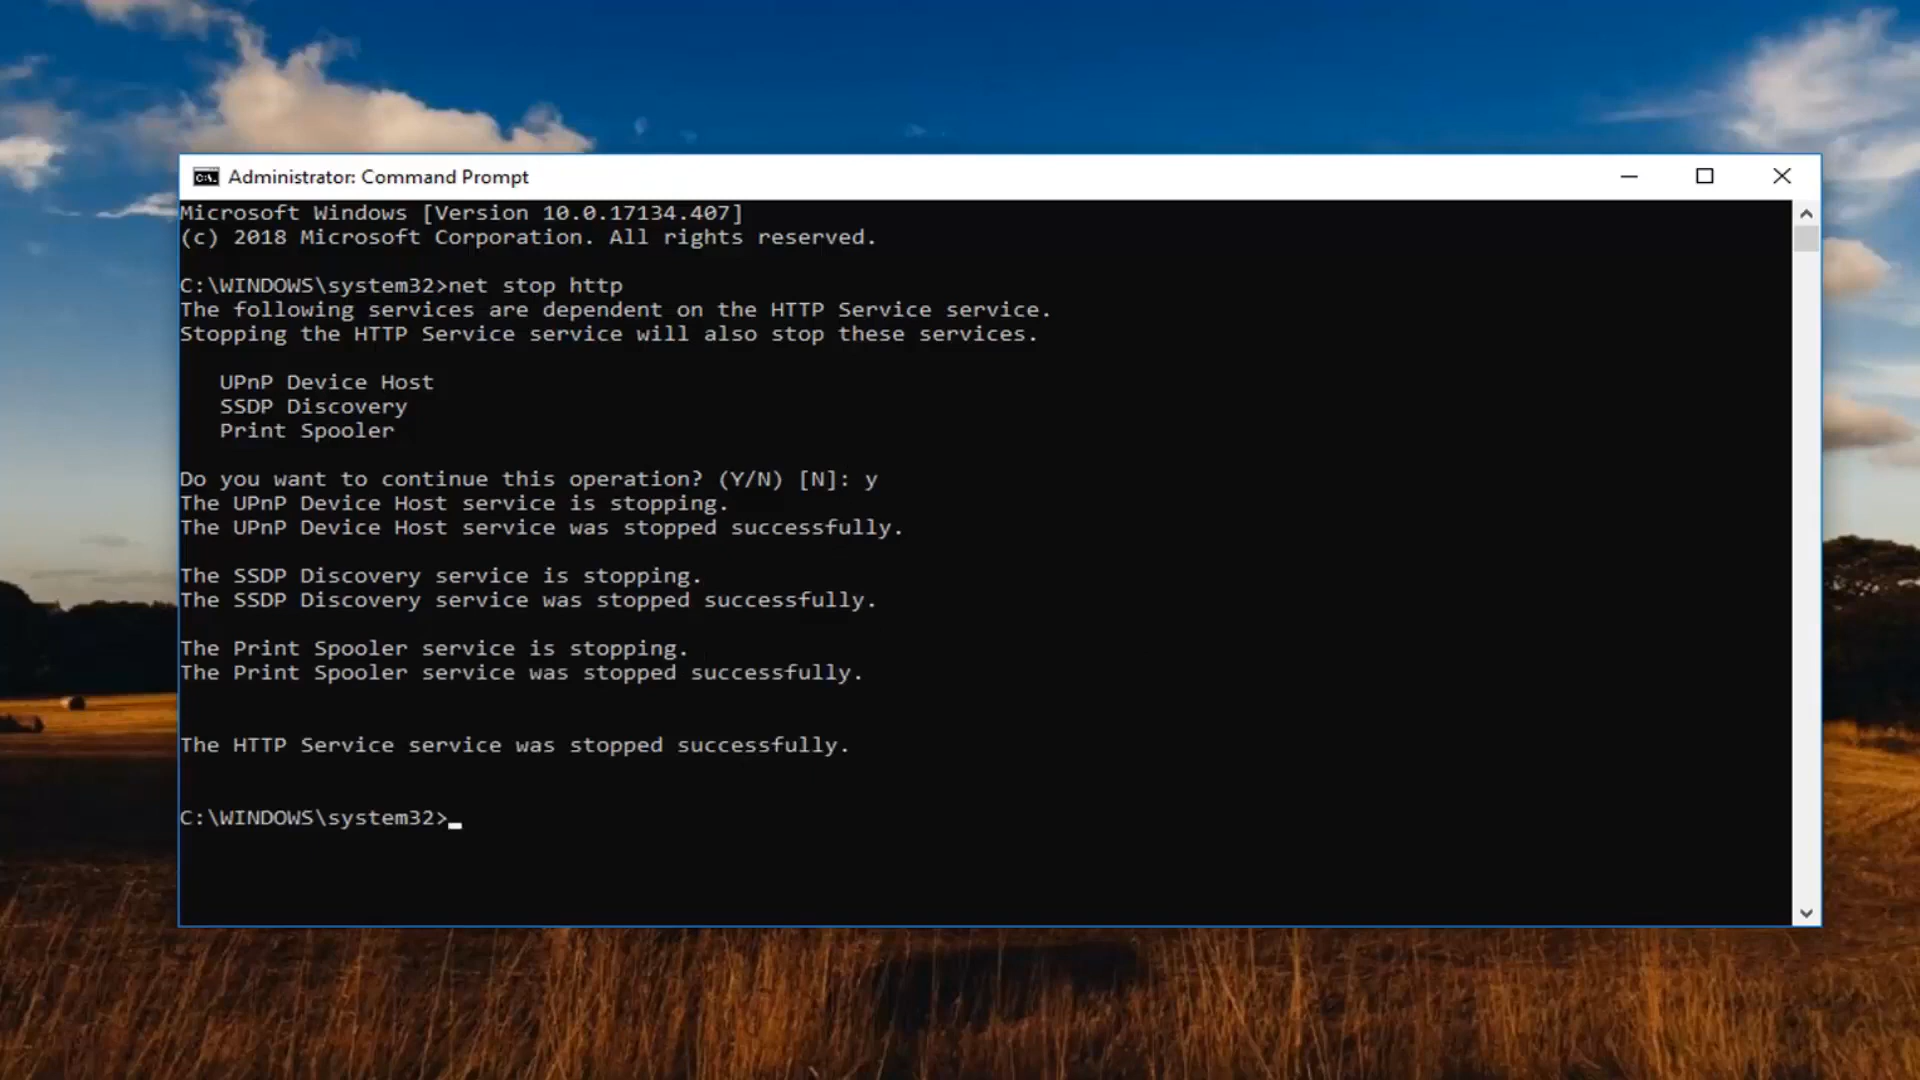 Administrator: Command Prompt
Microsoft Windows [Version 10.0.17134.407]
(c) 2018 Microsoft Corporation. All rights reserved.
C:\WINDOWS\system32>net stop http
The following services are dependent on the HTTP Service service.
Stopping the HTTP Service service will also stop these services.
UPnP Device Host
SSDP Discovery
Print Spooler
Do you want to continue this operation? (Y/N) [N]: y
The UPnP Device Host service is stopping.
The UPnP Device Host service was stopped successfully.
The SSDP Discovery service is stopping.
The SSDP Discovery service was stopped successfully.
The Print Spooler service is stopping.
The Print Spooler service was stopped successfully.
The HTTP Service service was stopped successfully.
C:\WINDOWS\system32>